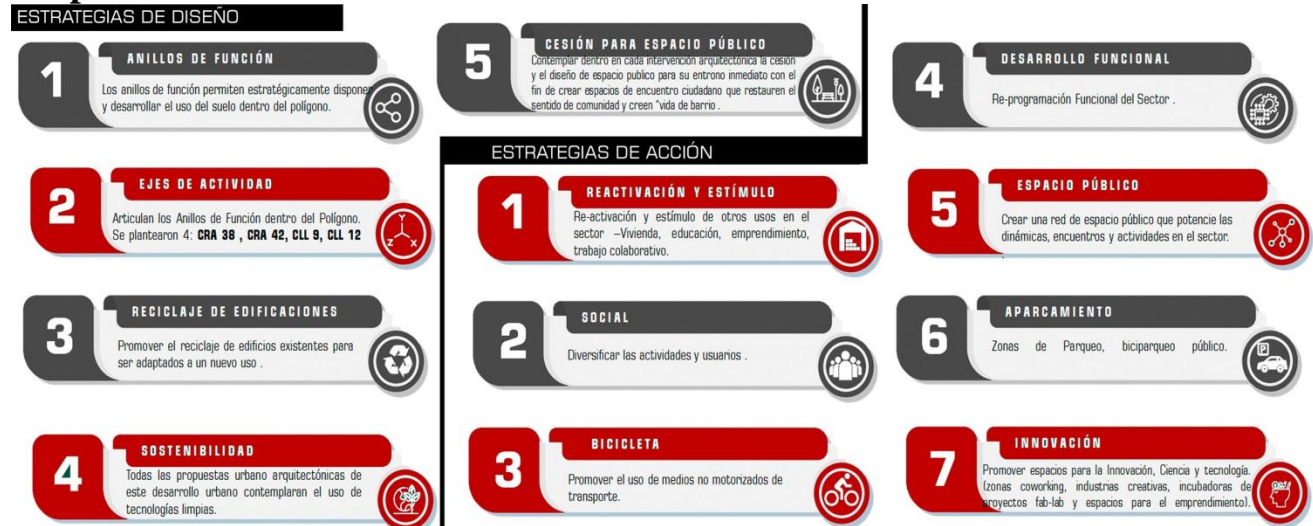 ESTRATEGIAS DE DISEÑO
1
ANILLOS DE FUNCIÓN
Los anillos de función permiten estratégicamente disponer
y desarrollar el uso del suelo dentro del polígono.
2
EJES DE ACTIVIDAD
Articulan los Anillos de Función dentro del Polígono.
Se plantearon 4: CRA 38 , CRA 42, CLL 9, CLL 12
Y
Z
X
3
RECICLAJE DE EDIFICACIONES
Promover el reciclaje de edificios existentes para
ser adaptados a un nuevo uso .
4
SOSTENIBILIDAD
Todas las propuestas urbano arquitectónicas de
este desarrollo urbano contemplaran el uso de
tecnologías limpias.
5
CESIÓN PARA ESPACIO PÚBLICO
Contemplar dentro en cada intervención arquitectónica la cesión
y el diseño de espacio publico para su entrono inmediato con el
fin de crear espacios de encuentro ciudadano que restauren el
sentido de comunidad y creen "vida de barrio .
ESTRATEGIAS DE ACCIÓN
1
REACTIVACIÓN Y ESTÍMULO
Re-activación y estímulo de otros usos en el
sector –Vivienda, educación, emprendimiento,
trabajo colaborativo.
2
SOCIAL
Diversificar las actividades y usuarios .
3
BICICLETA
Promover el uso de medios no motorizados de
transporte.
4
DESARROLLO FUNCIONAL
Re-programación Funcional del Sector .
5
ESPACIO PÚBLICO
Crear una red de espacio público que potencie las
dinámicas, encuentros y actividades en el sector.
.
6
APARCAMIENTO
Zonas de Parqueo, biciparqueo público.
P
7
INNOVACIÓN
Promover espacios para la Innovación, Ciencia y tecnología.
(zonas coworking, industrias creativas, incubadoras de
proyectos fab-lab y espacios para el emprendimiento).